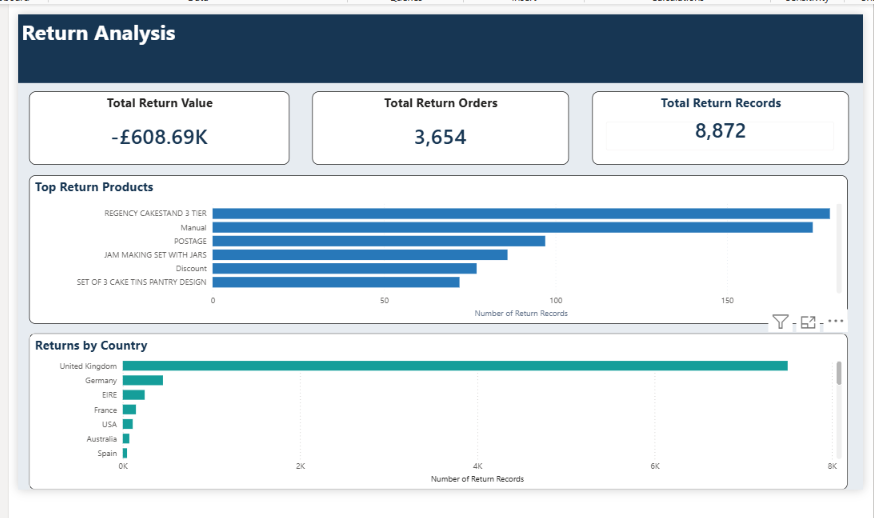 Return Analysis
Total Return Value
-£608.69K
Total Return Orders
3,654
Total Return Records
8,872
Top Return Products
REGENCY CAKESTAND 3 TIER
Manual
POSTAGE
JAM MAKING SET WITH JARS
Discount
SET OF 3 CAKE TINS PANTRY DESIGN
0 50 100 150
Number of Return Records
Returns by Country
United Kingdom
Germany
EIRE
France
USA
Australia
Spain
0K 2K 4K 6K 8K
Number of Return Records